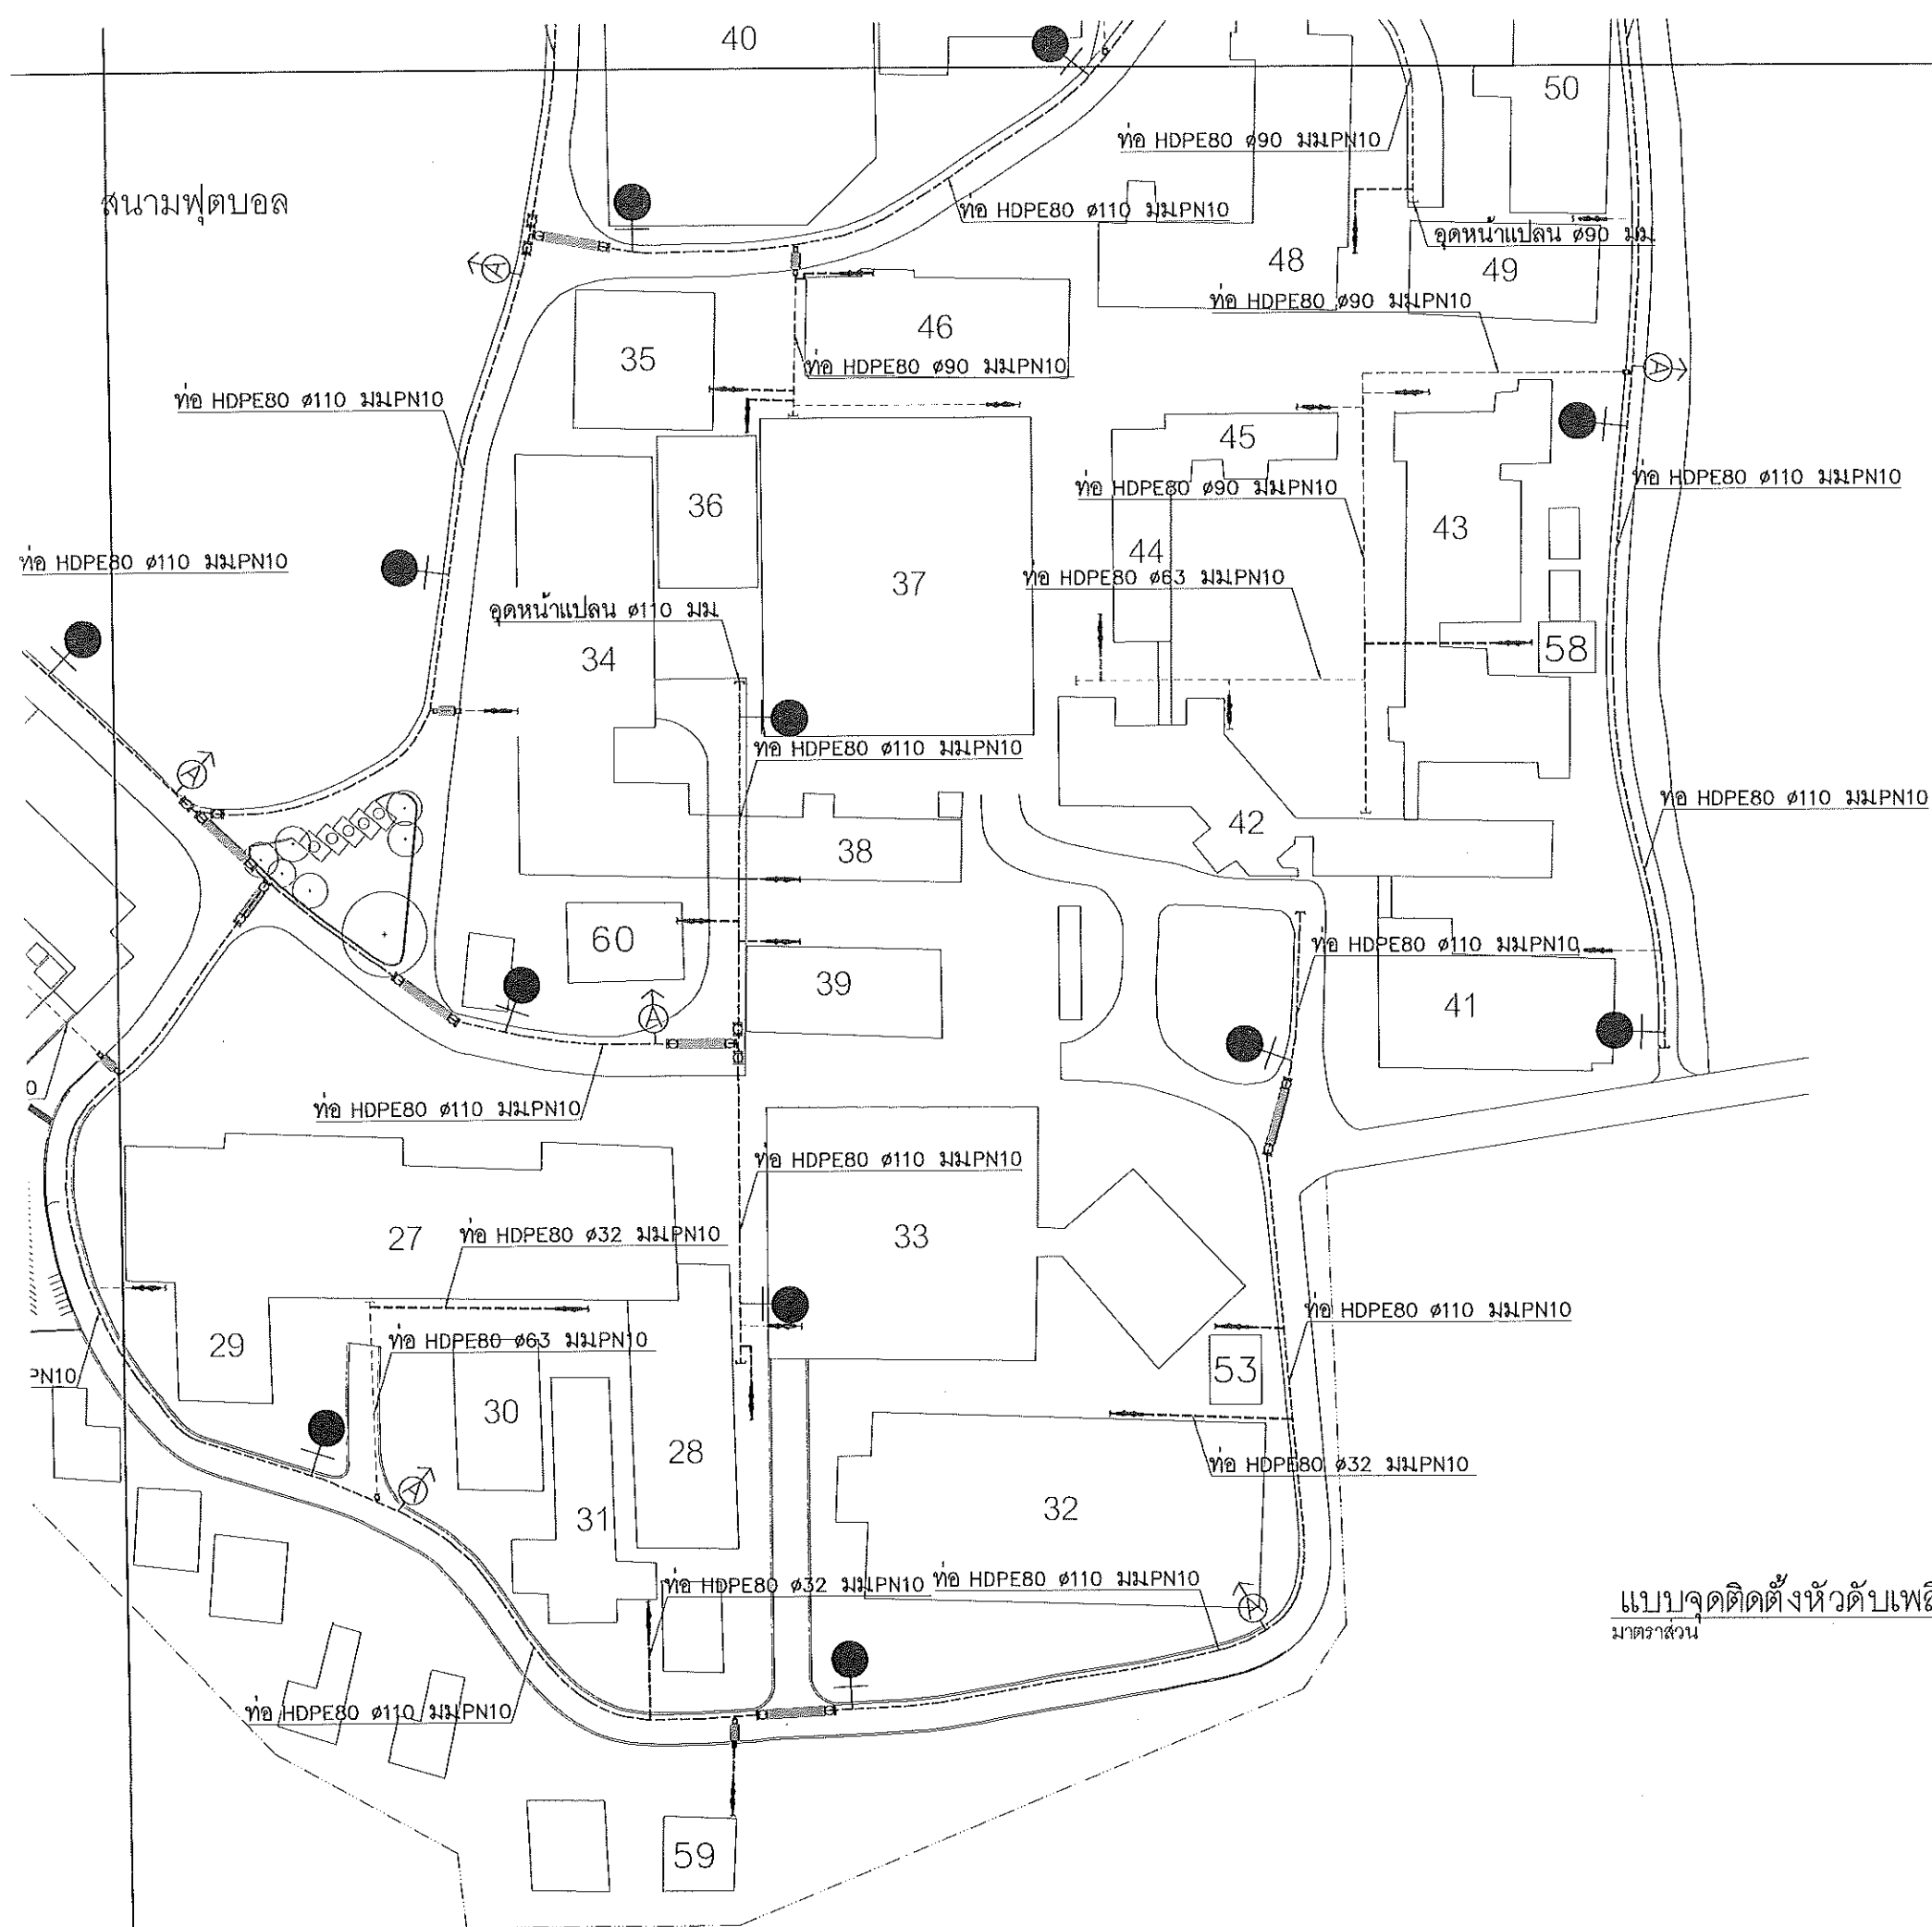 40
50
ท่อ HDPE80 ø90 มม.PN10
สนามฟุตบอล
ท่อ HDPE80 ø110 มม.PN10
อุดหน้าแปลน ø90 มม.
48
49
A
ท่อ HDPE80 ø90 มม.PN10
46
35
ท่อ HDPE80 ø90 มม.PN10
A
ท่อ HDPE80 ø110 มม.PN10
45
ท่อ HDPE80 ø110 มม.PN10
ท่อ HDPE80 ø90 มม.PN10
36
43
44
ท่อ HDPE80 ø110 มม.PN10
37
ท่อ HDPE80 ø63 มม.PN10
อุดหน้าแปลน ø110 มม.
34
58
ท่อ HDPE80 ø110 มม.PN10
A
ท่อ HDPE80 ø110 มม.PN10
42
38
60
ท่อ HDPE80 ø110 มม.PN10
39
41
A
0
ท่อ HDPE80 ø110 มม.PN10
ท่อ HDPE80 ø110 มม.PN10
27
ท่อ HDPE80 ø32 มม.PN10
33
ท่อ HDPE80 ø110 มม.PN10
29
ท่อ HDPE80 ø63 มม.PN10
53
PN10
30
28
ท่อ HDPE80 ø32 มม.PN10
A
31
32
ท่อ HDPE80 ø32 มม.PN10
ท่อ HDPE80 ø110 มม.PN10
A
แบบจุดติดตั้งหัวดับเพลิ
มาตราส่วน
ท่อ HDPE80 ø110 มม.PN10
59